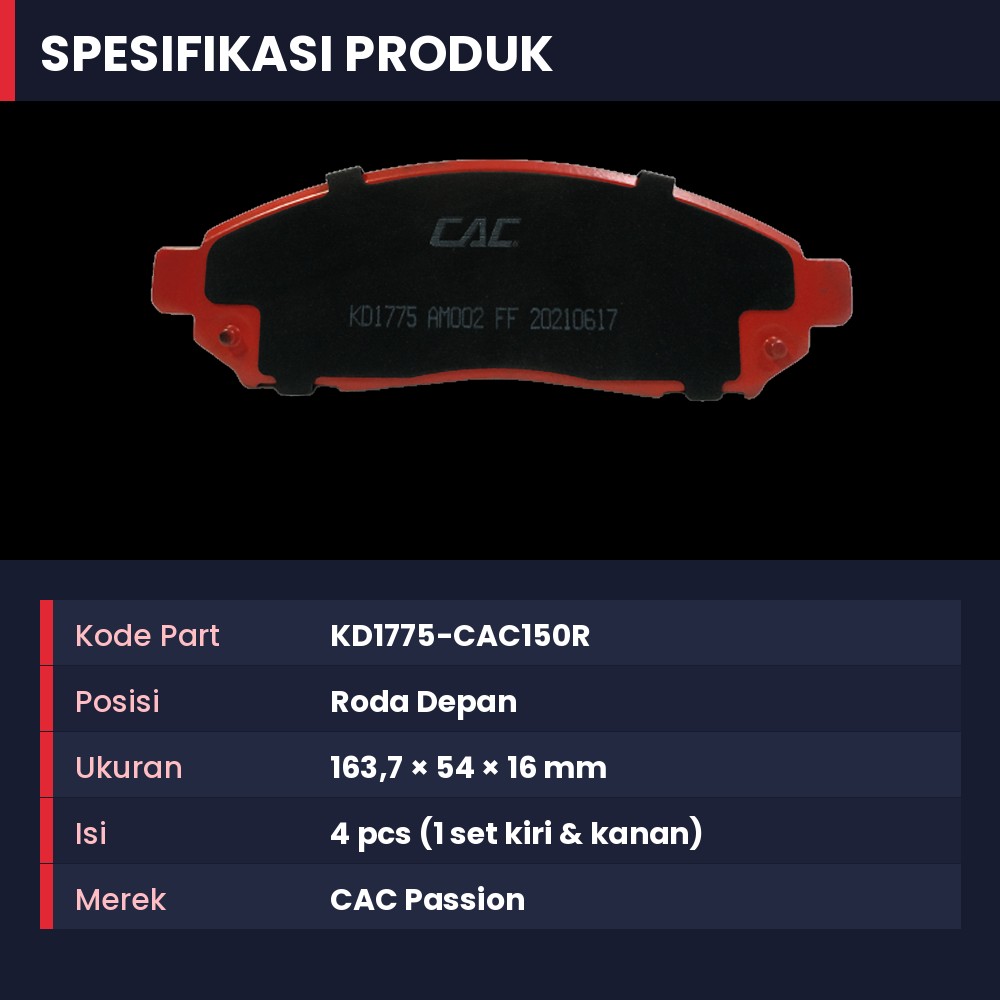 SPESIFIKASI PRODUK
CAC
KD1775 AM002 FF 20210617
Kode Part KD1775-CAC150R
Posisi Roda Depan
Ukuran 163,7 × 54 × 16 mm
Isi 4 pcs (1 set kiri & kanan)
Merek CAC Passion